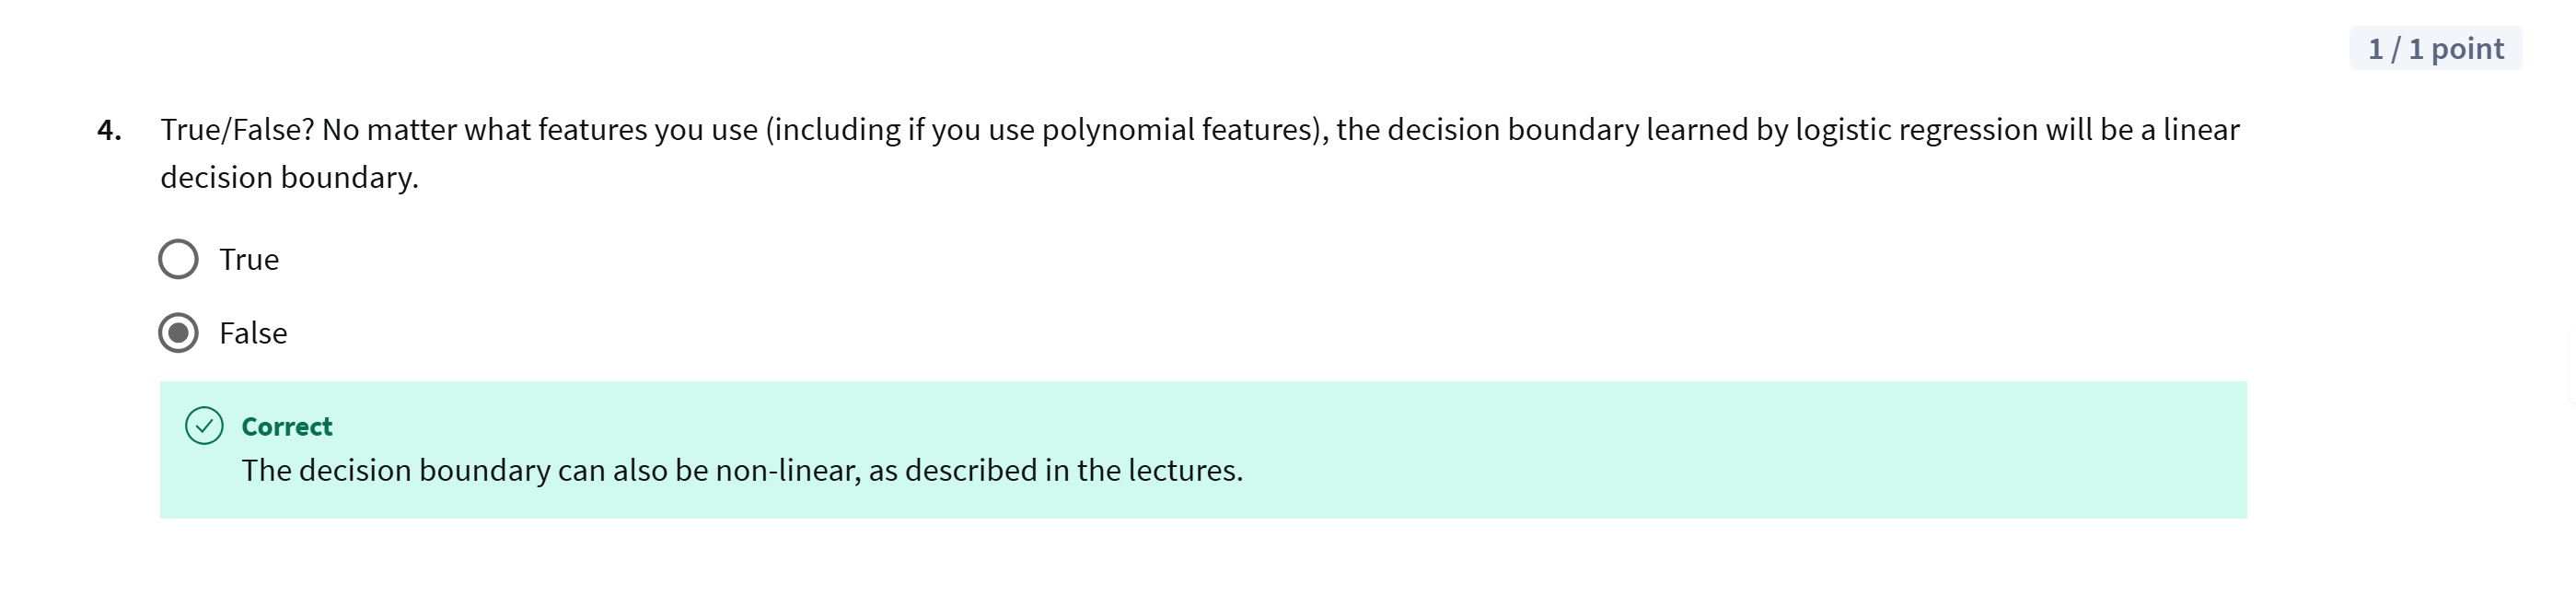 1 / 1 point
4. True/False? No matter what features you use (including if you use polynomial features), the decision boundary learned by logistic regression will be a linear
decision boundary.
True
False
Correct
The decision boundary can also be non-linear, as described in the lectures.